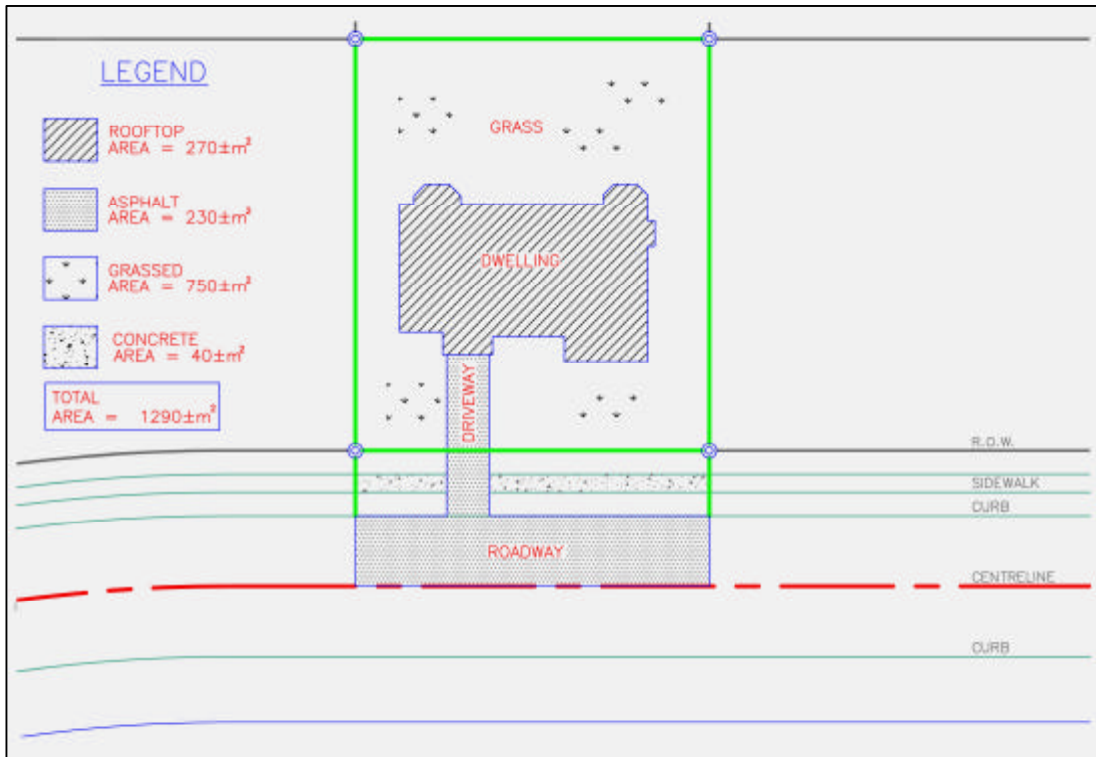 LEGEND
ROOFTOP
AREA = 270±m²
ASPHALT
AREA = 230±m²
GRASSED
AREA = 750±m²
CONCRETE
AREA = 40±m²
TOTAL
AREA = 1290±m²
GRASS
DWELLING
DRIVEWAY
R.O.W.
SIDEWALK
CURB
ROADWAY
CENTRELINE
CURB